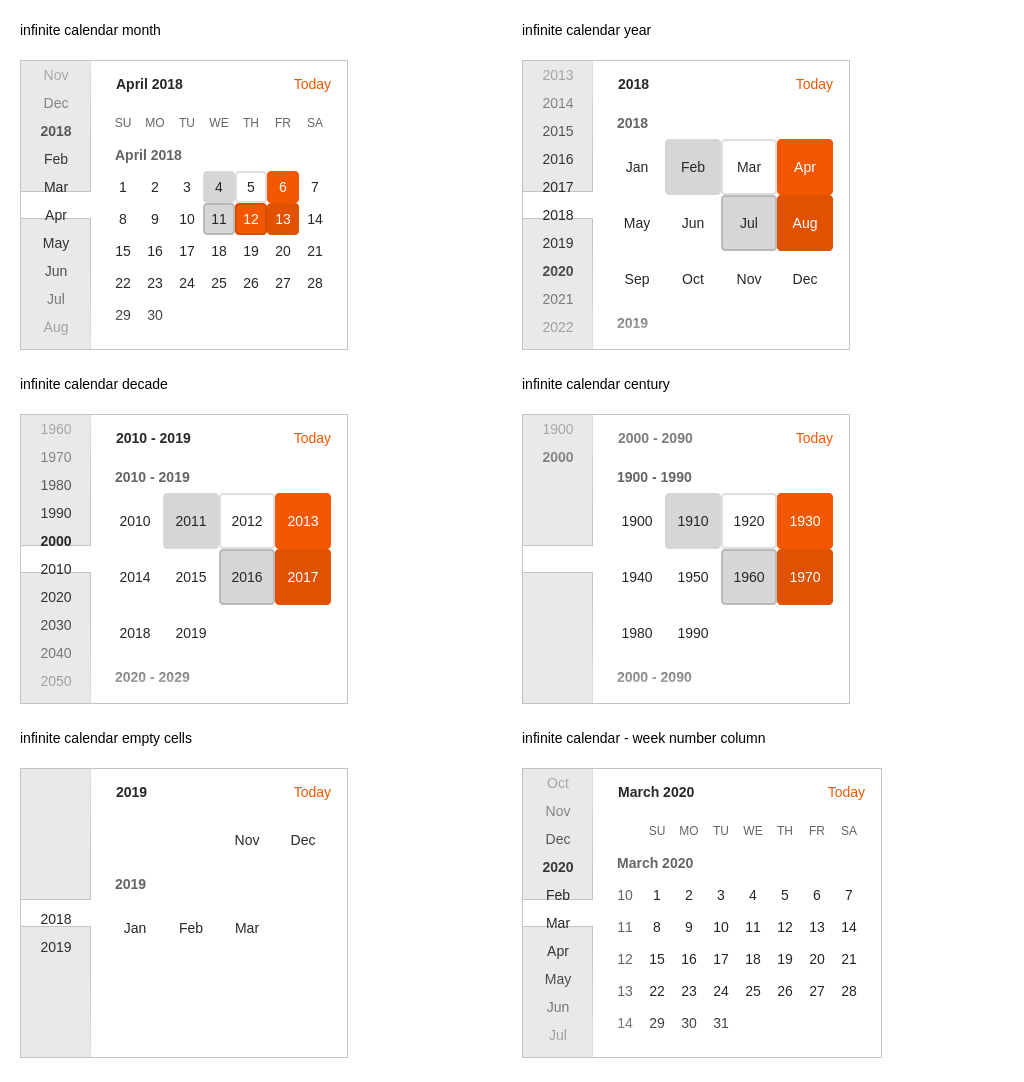 infinite calendar month
Nov
Dec
2018
Feb
Mar
Apr
May
Jun
Jul
Aug
April 2018 Today
SU MO TU WE TH FR SA
April 2018
1 2 3 4 5 6 7
8 9 10 11 12 13 14
15 16 17 18 19 20 21
22 23 24 25 26 27 28
29 30
infinite calendar year
2013
2014
2015
2016
2017
2018
2019
2020
2021
2022
2018 Today
2018
Jan Feb Mar Apr
May Jun Jul Aug
Sep Oct Nov Dec
2019
infinite calendar decade
1960
1970
1980
1990
2000
2010
2020
2030
2040
2050
2010 - 2019 Today
2010 - 2019
2010 2011 2012 2013
2014 2015 2016 2017
2018 2019
2020 - 2029
infinite calendar century
1900
2000
2000 - 2090 Today
1900 - 1990
1900 1910 1920 1930
1940 1950 1960 1970
1980 1990
2000 - 2090
infinite calendar empty cells
2018
2019
2019 Today
Nov Dec
2019
Jan Feb Mar
infinite calendar - week number column
Oct
Nov
Dec
2020
Feb
Mar
Apr
May
Jun
Jul
March 2020 Today
SU MO TU WE TH FR SA
March 2020
10 1 2 3 4 5 6 7
11 8 9 10 11 12 13 14
12 15 16 17 18 19 20 21
13 22 23 24 25 26 27 28
14 29 30 31